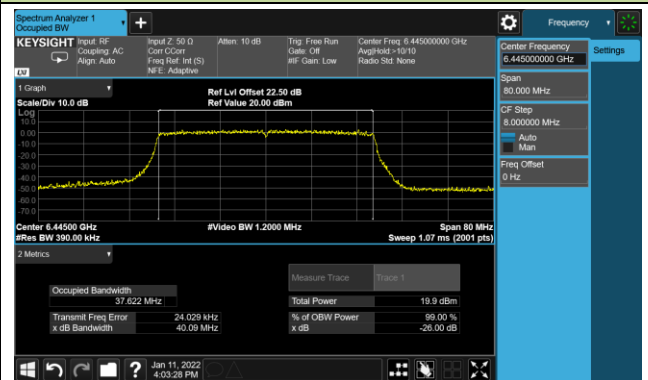 Spectrum Analyzer 1
Occupied BW
+
Frequency
KEYSIGHT
LXI
Input: RF
Coupling: AC
Align: Auto
Input Z: 50 Ω
Corr CCorr
Freq Ref: Int (S)
NFE: Adaptive
Atten: 10 dB
Trig: Free Run
Gate: Off
#IF Gain: Low
Center Freq: 6.445000000 GHz
Avg|Hold:>10/10
Radio Std: None
Center Frequency
6.445000000 GHz
Settings
Span
80.000 MHz
CF Step
8.000000 MHz
Auto
Man
Freq Offset
0 Hz
1 Graph
Scale/Div 10.0 dB
Ref Lvl Offset 22.50 dB
Ref Value 20.00 dBm
Log
10.0
0.00
-10.0
-20.0
-30.0
-40.0
-50.0
-60.0
-70.0
Center 6.44500 GHz
#Res BW 390.00 kHz
#Video BW 1.2000 MHz
Span 80 MHz
Sweep 1.07 ms (2001 pts)
2 Metrics
Measure Trace Trace 1
Occupied Bandwidth
37.622 MHz
Total Power 19.9 dBm
Transmit Freq Error 24.029 kHz
% of OBW Power 99.00 %
x dB Bandwidth 40.09 MHz
x dB -26.00 dB
?
Jan 11, 2022
4:03:28 PM